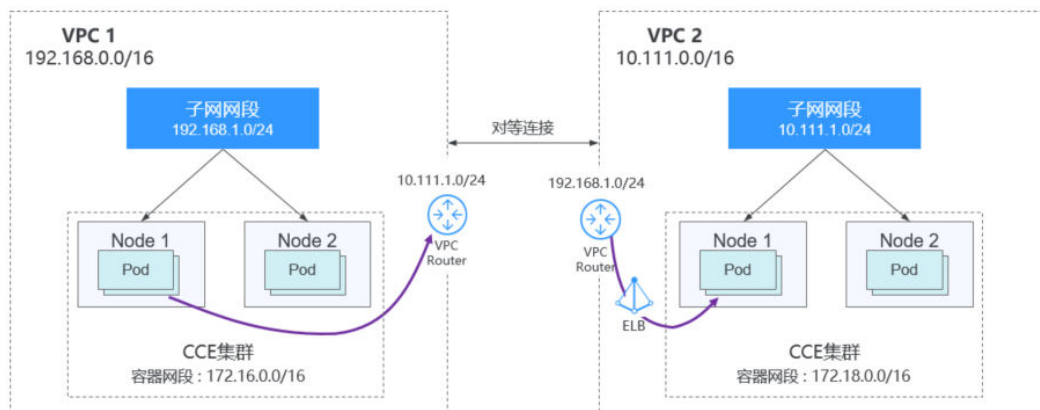 VPC 1
192.168.0.0/16
子网网段
192.168.1.0/24
Node 1
Pod
Node 2
Pod
CCE集群
容器网段：172.16.0.0/16
对等连接
10.111.1.0/24
VPC
Router
192.168.1.0/24
VPC
Router
ELB
VPC 2
10.111.0.0/16
子网网段
10.111.1.0/24
Node 1
Pod
Node 2
Pod
CCE集群
容器网段：172.18.0.0/16